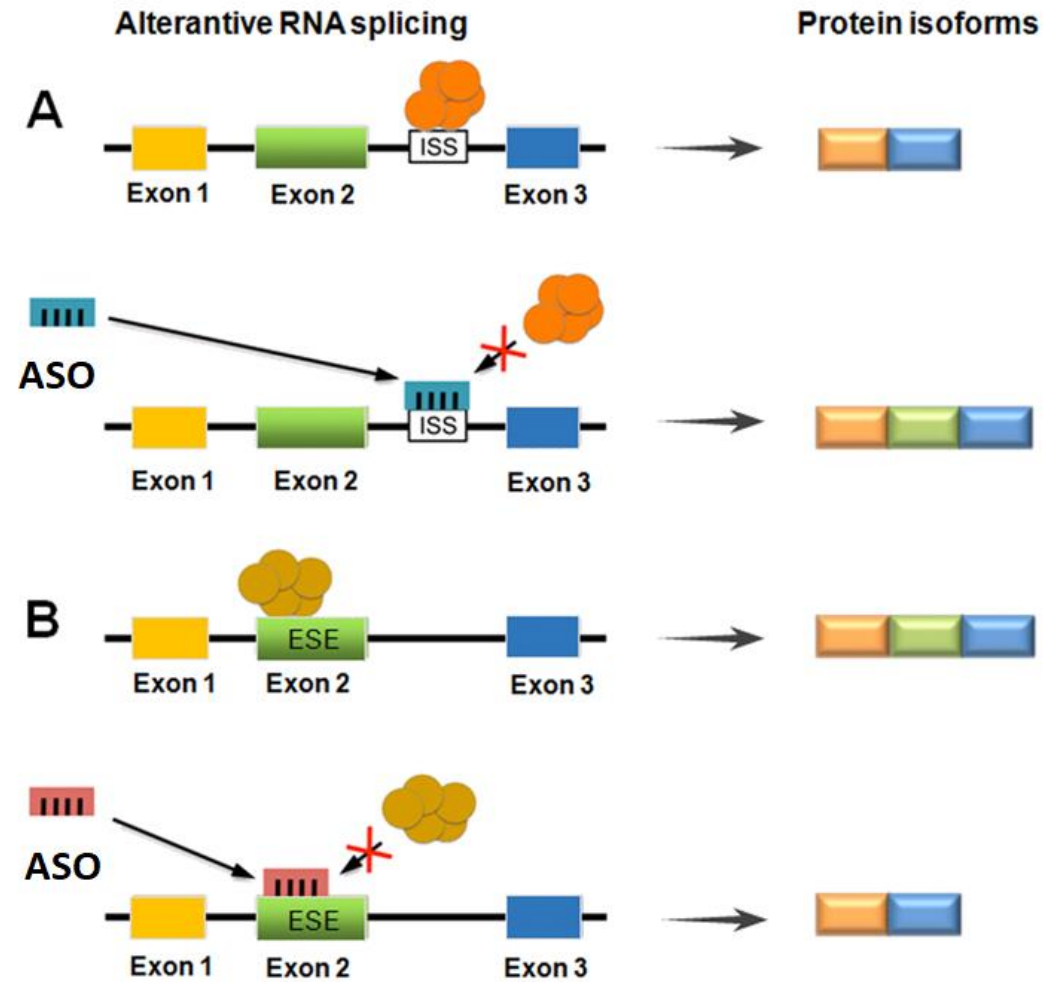 Alterantive RNA splicing
Protein isoforms
A
ISS
Exon 1
Exon 2
Exon 3
ASO
ISS
Exon 1
Exon 2
Exon 3
B
ESE
Exon 1
Exon 2
Exon 3
ASO
ESE
Exon 1
Exon 2
Exon 3